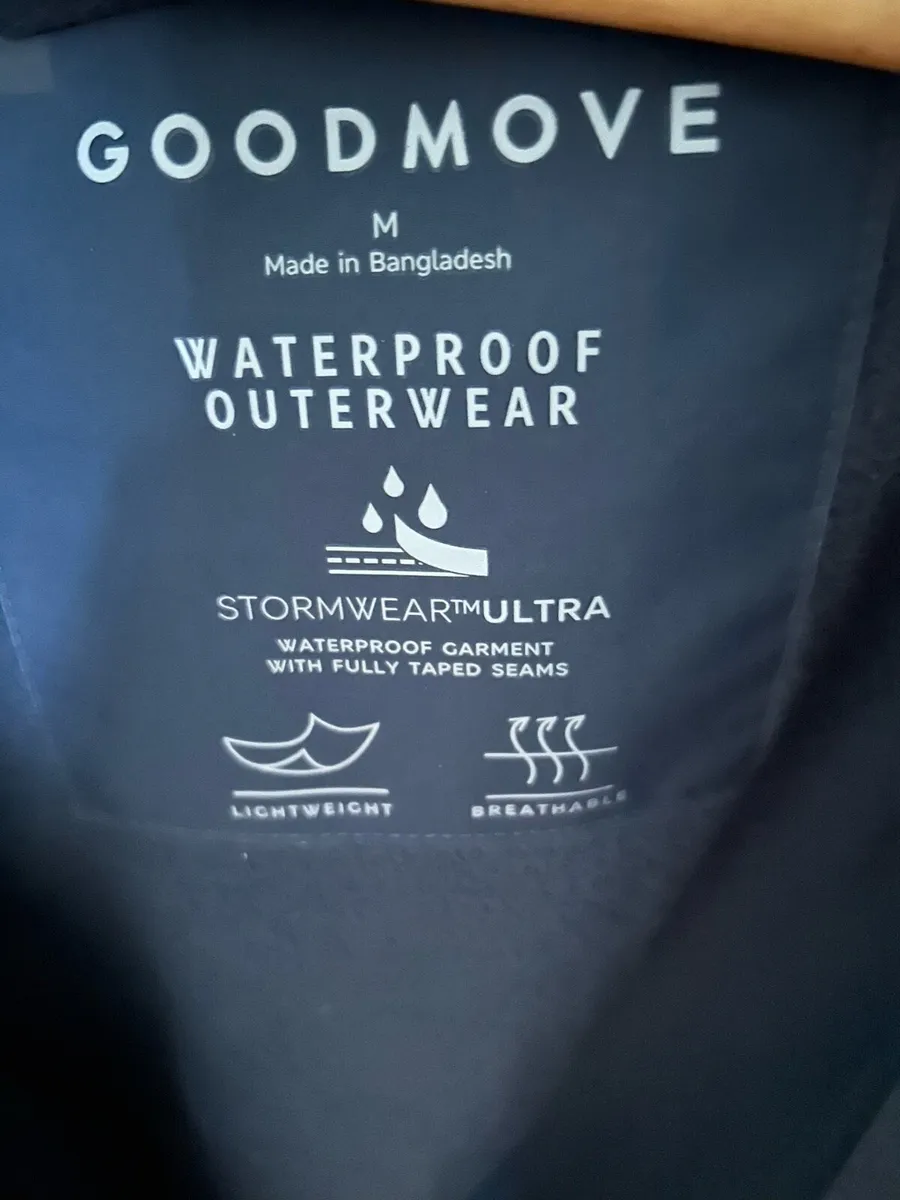 GOODMOVE
M
Made in Bangladesh
WATERPROOF
OUTERWEAR
STORMWEAR™ULTRA
WATERPROOF GARMENT
WITH FULLY TAPED SEAMS
LIGHTWEIGHT BREATHABLE